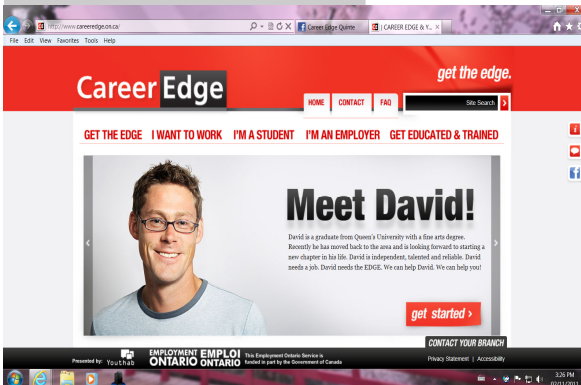 http://www.careeredge.on.ca/
Career Edge Quinte
| CAREER EDGE & Y...
File Edit View Favorites Tools Help
get the edge.
Career Edge
HOME CONTACT FAQ Site Search
GET THE EDGE I WANT TO WORK I'M A STUDENT I'M AN EMPLOYER GET EDUCATED & TRAINED
Meet David!
David is a graduate from Queen's University with a fine arts degree.
Recently he has moved back to the area and is looking forward to starting a
new chapter in his life. David is independent, talented and reliable. David
needs a job. David needs the EDGE. We can help David. We can help you!
get started ›
CONTACT YOUR BRANCH
Presented by: Youthab
EMPLOYMENT EMPLOI
ONTARIO ONTARIO
This Employment Ontario Service is
funded in part by the Government of Canada
Privacy Statement | Accessibility
3:26 PM
02/11/2011